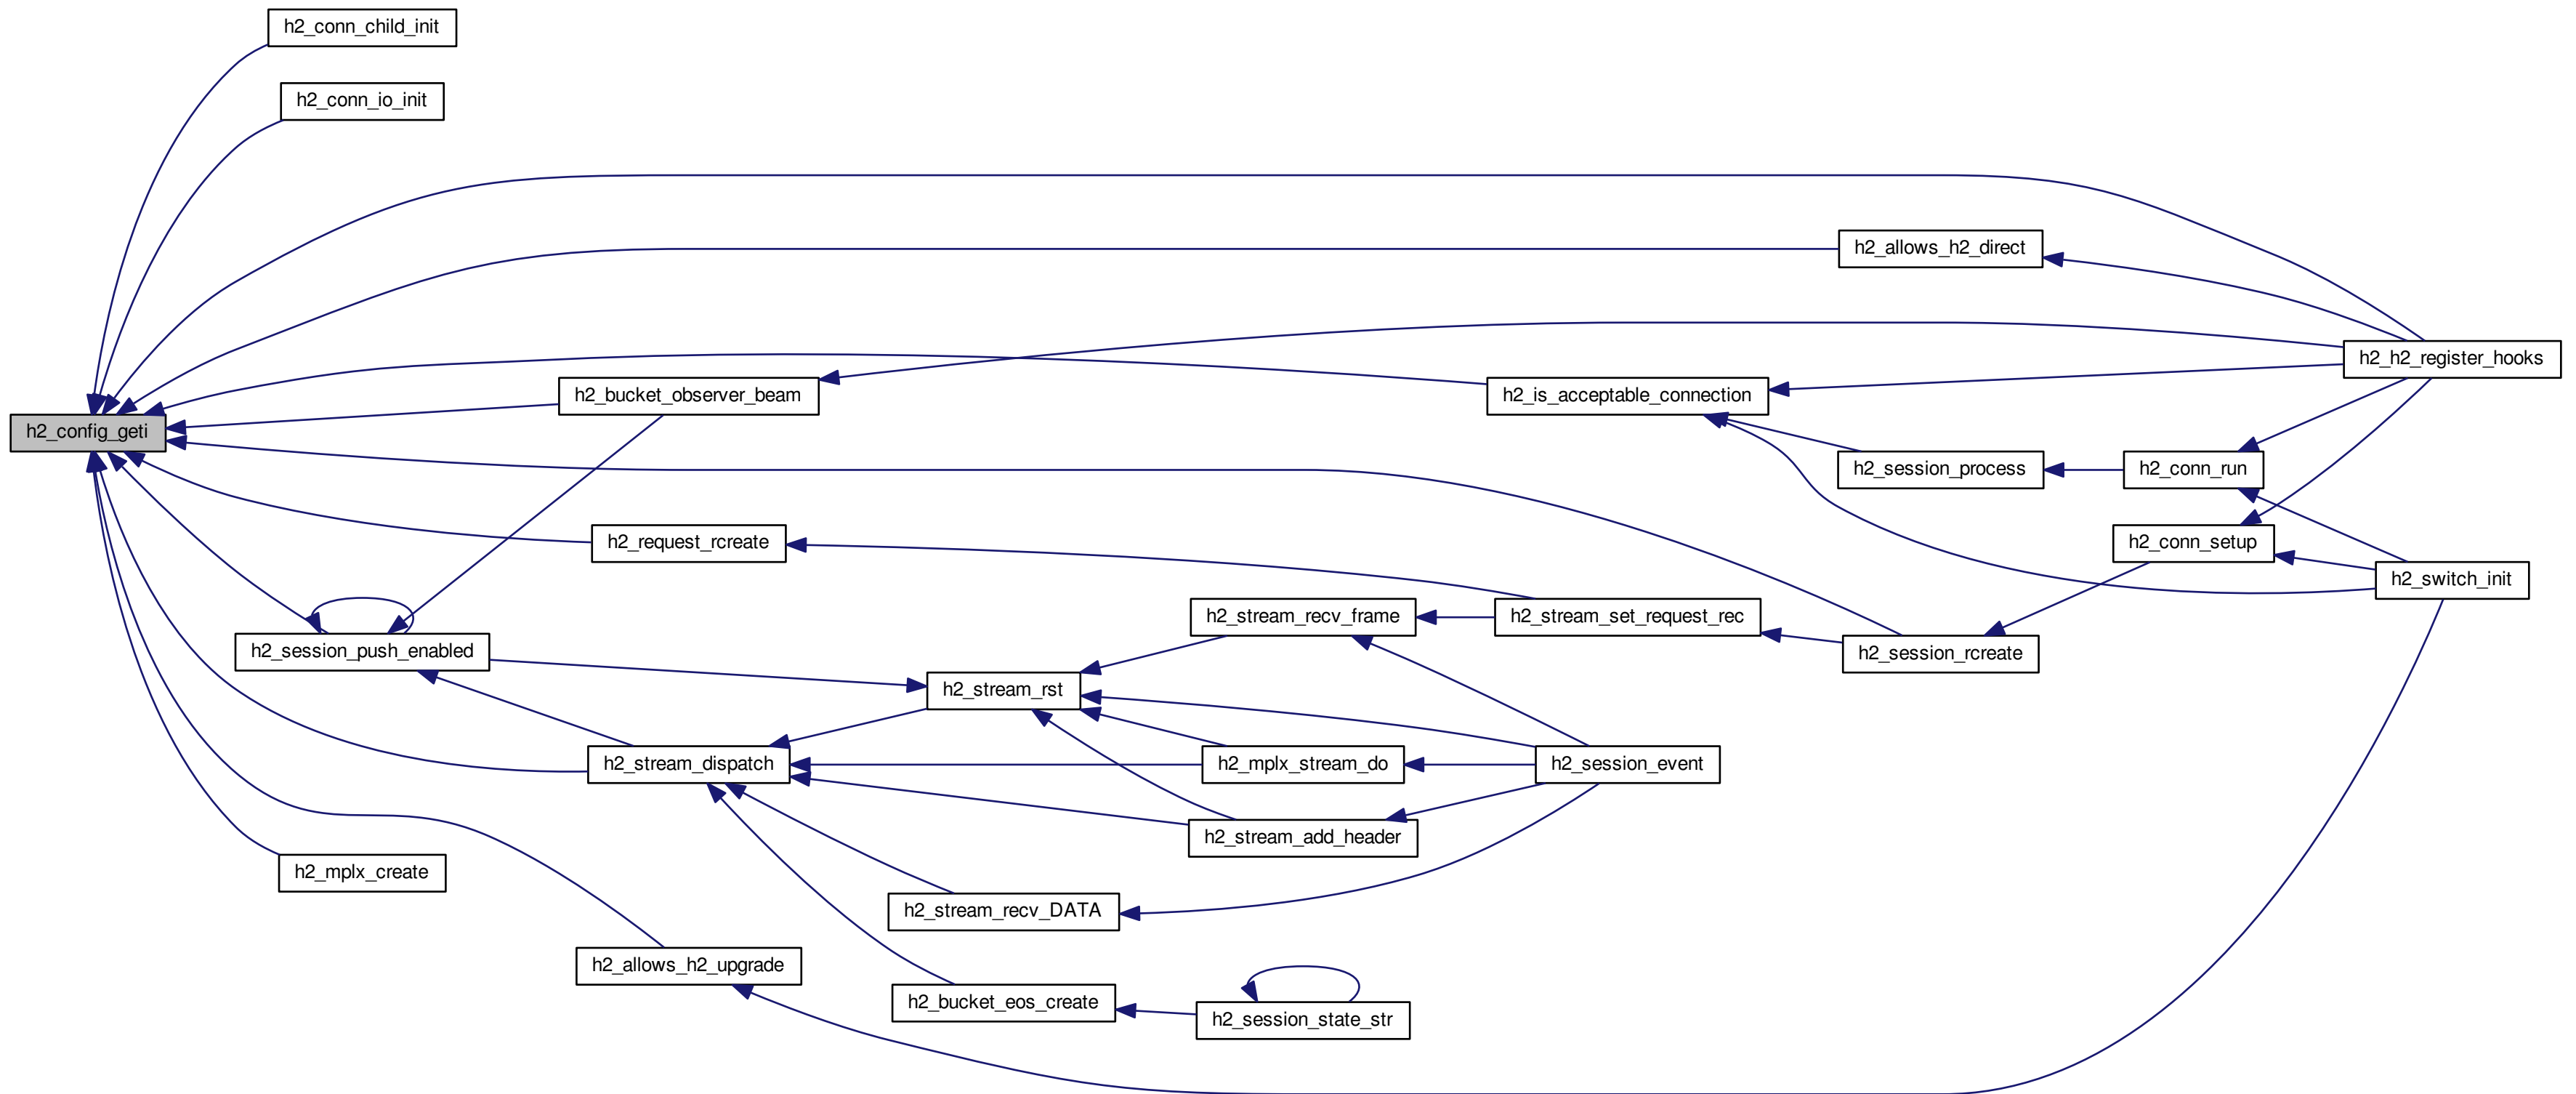 h2_conn_child_init
h2_conn_io_init
h2_allows_h2_direct
h2_h2_register_hooks
h2_bucket_observer_beam
h2_is_acceptable_connection
h2_config_geti
h2_session_process
h2_conn_run
h2_request_rcreate
h2_conn_setup
h2_switch_init
h2_stream_recv_frame
h2_stream_set_request_rec
h2_session_push_enabled
h2_session_rcreate
h2_stream_rst
h2_stream_dispatch
h2_mplx_stream_do
h2_session_event
h2_stream_add_header
h2_mplx_create
h2_stream_recv_DATA
h2_allows_h2_upgrade
h2_bucket_eos_create
h2_session_state_str